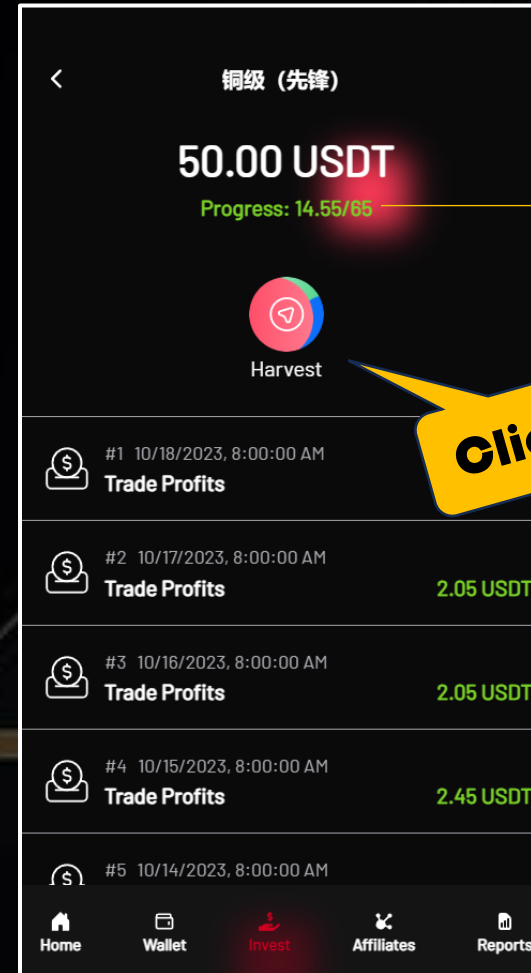 铜级 (先锋)
50.00 USDT
Progress: 14.55/65
Harvest
#1 10/18/2023, 8:00:00 AM
Trade Profits
#2 10/17/2023, 8:00:00 AM
Trade Profits 2.05 USDT
#3 10/16/2023, 8:00:00 AM
Trade Profits 2.05 USDT
#4 10/15/2023, 8:00:00 AM
Trade Profits 2.45 USDT
#5 10/14/2023, 8:00:00 AM
Home Wallet Invest Affiliates Reports